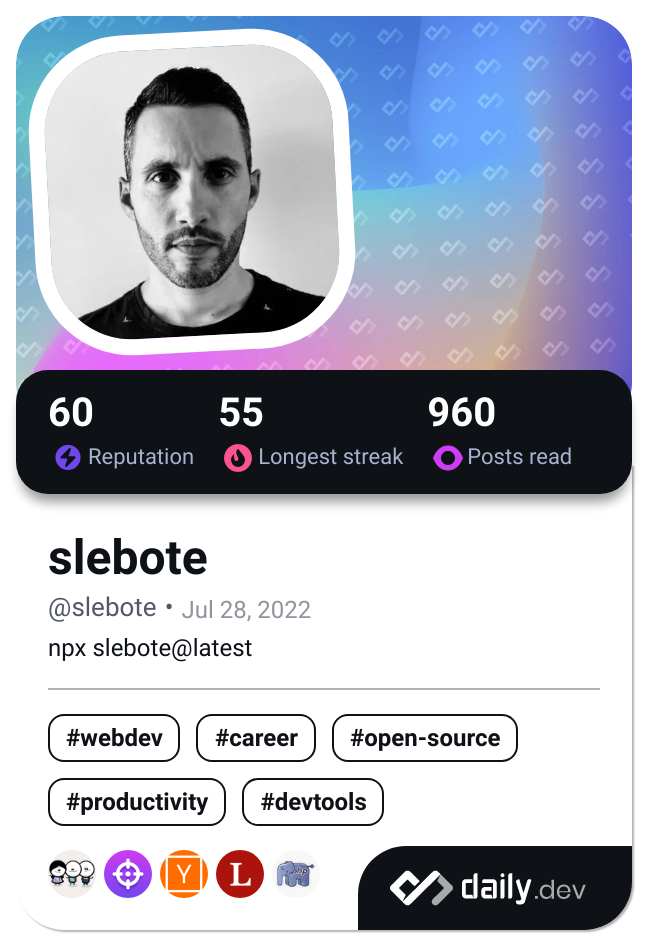 60 55 960
Reputation Longest streak Posts read
slebote
@slebote • Jul 28, 2022
npx slebote@latest
#webdev #career #open-source
#productivity #devtools
Y L php
daily.dev